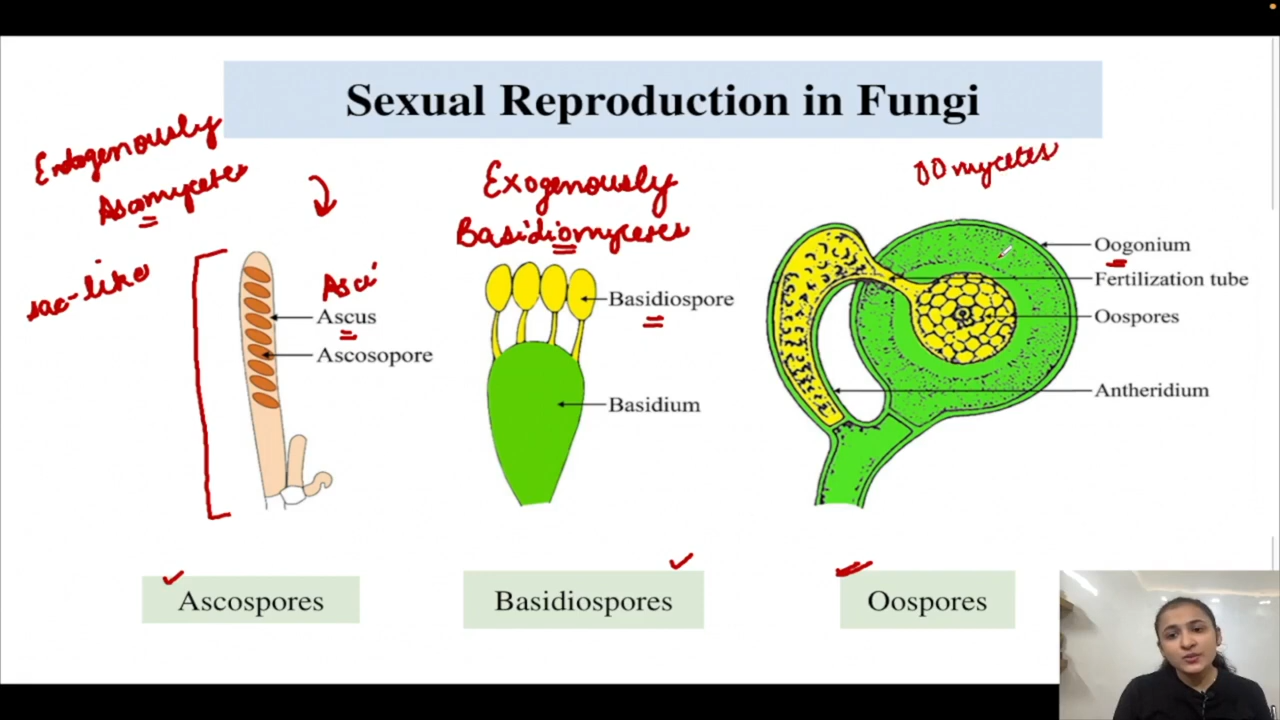 Sexual Reproduction in Fungi
Endogenously
Ascomycetes
sac-like
Asci
Ascus
Ascosopore
Exogenously
Basidiomycetes
Basidiospore
Basidium
OOmycetes
Oogonium
Fertilization tube
Oospores
Antheridium
Ascospores
Basidiospores
Oospores